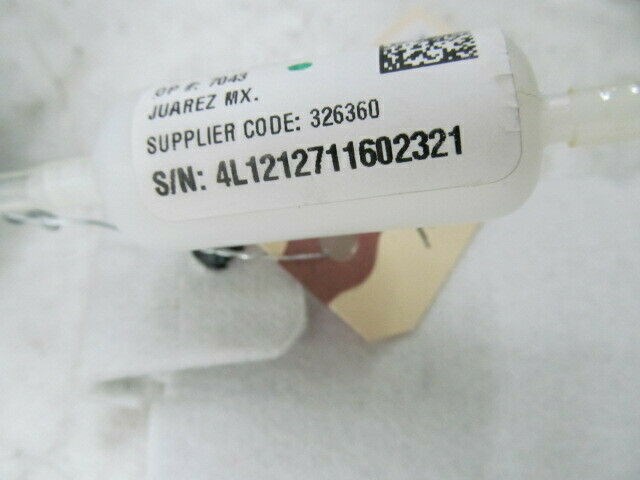 OP #: 7043
JUAREZ MX.
SUPPLIER CODE: 326360
S/N: 4L1212711602321